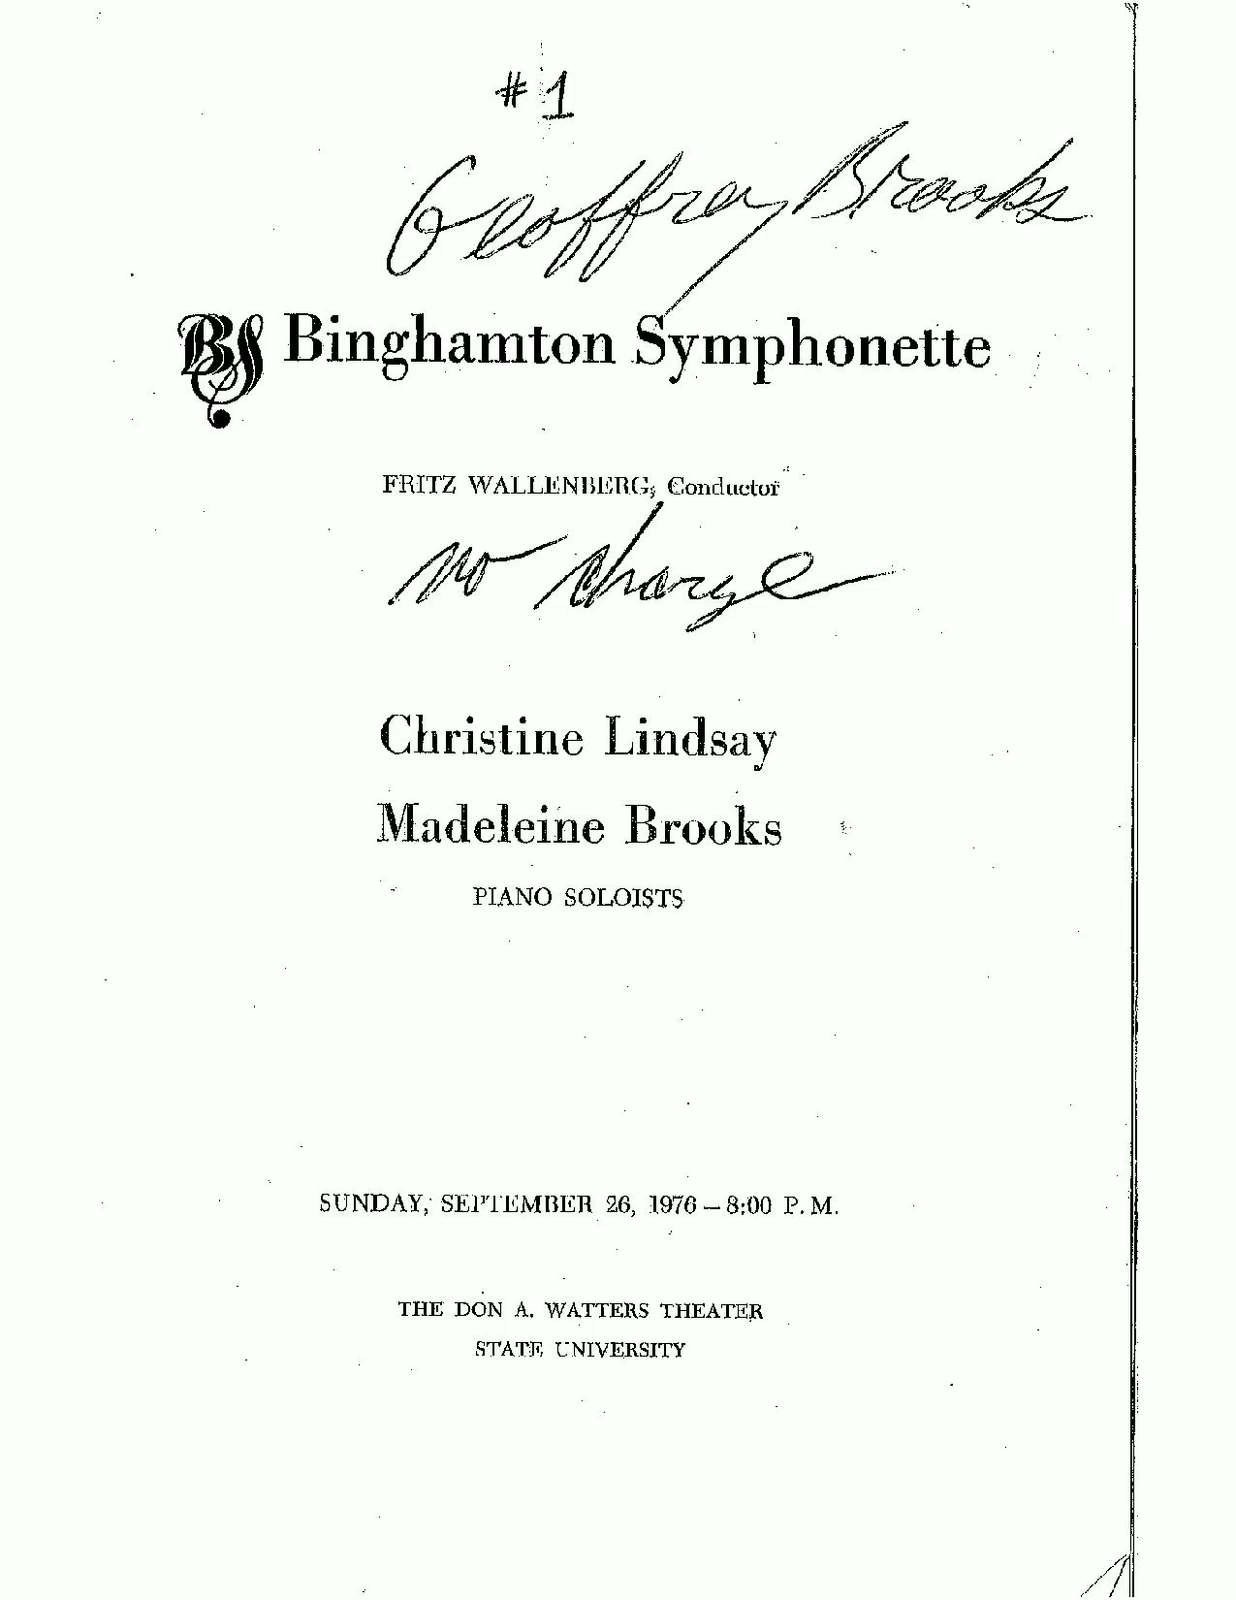 #1
Geoffrey Brooks
BS Binghamton Symphonette
FRITZ WALLENBERG, Conductor
no charge
Christine Lindsay
Madeleine Brooks
PIANO SOLOISTS
SUNDAY, SEPTEMBER 26, 1976 – 8:00 P. M.
THE DON A. WATTERS THEATER
STATE UNIVERSITY